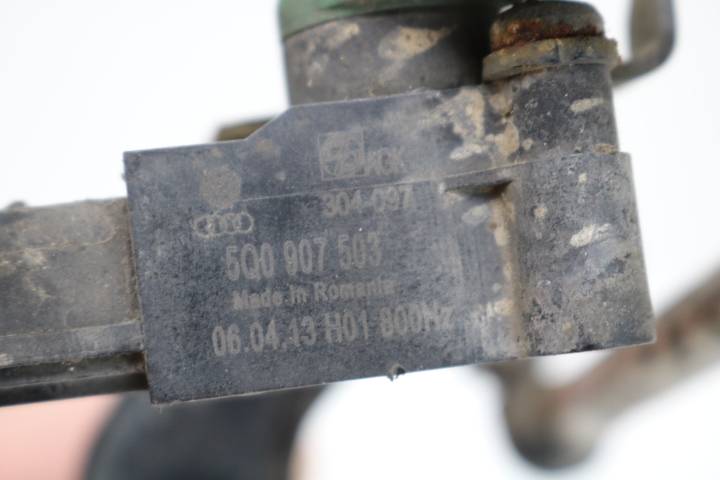 304-097
5Q0 907 503
Made in Romania
06.04.13 H01 800Hz